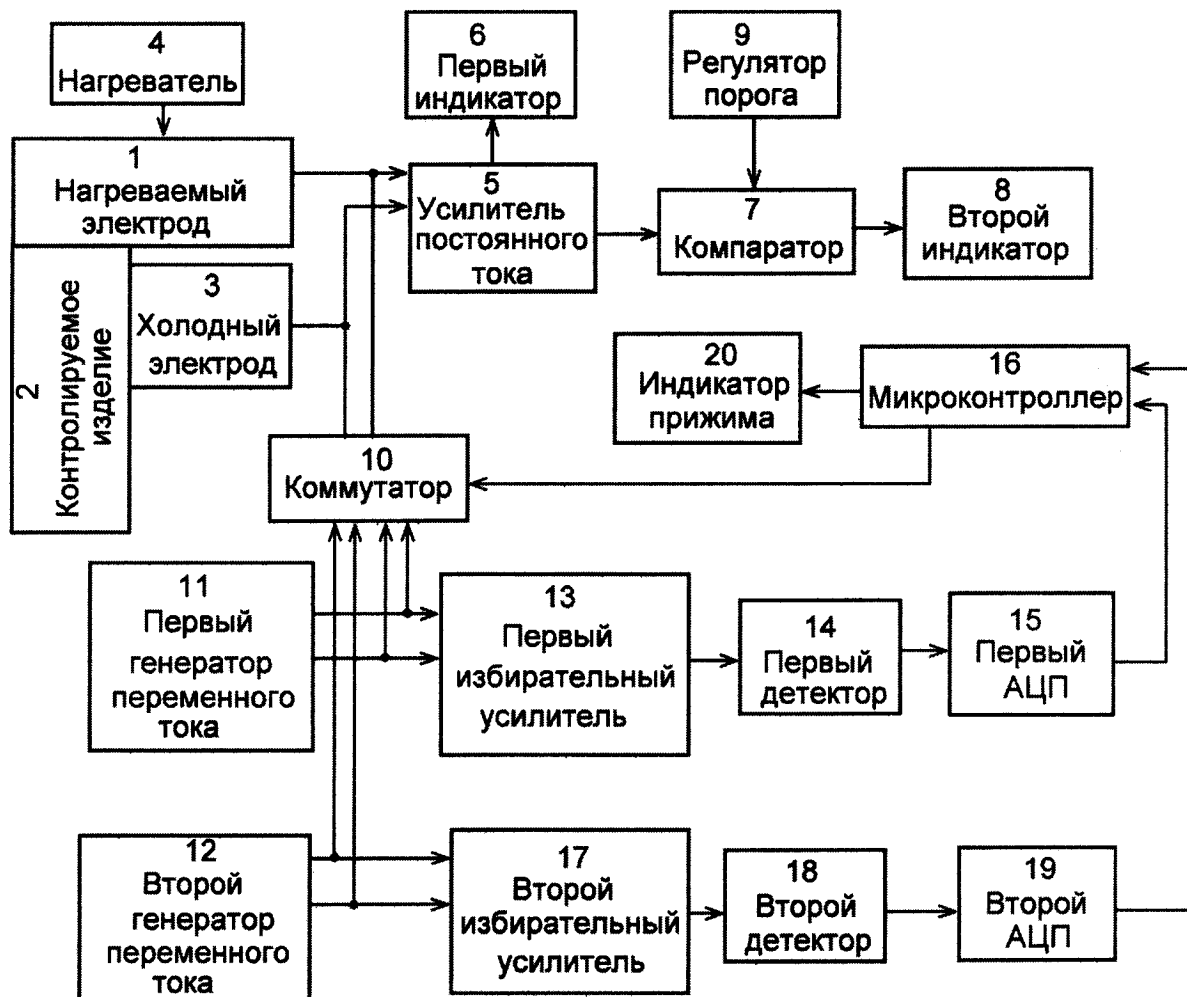 4
Нагреватель
6
Первый
индикатор
9
Регулятор
порога
1
Нагреваемый
электрод
5
Усилитель
постоянного
тока
7
Компаратор
8
Второй
индикатор
2
Контролируемое
изделие
3
Холодный
электрод
20
Индикатор
прижима
16
Микроконтроллер
10
Коммутатор
11
Первый
генератор
переменного
тока
13
Первый
избирательный
усилитель
14
Первый
детектор
15
Первый
АЦП
12
Второй
генератор
переменного
тока
17
Второй
избирательный
усилитель
18
Второй
детектор
19
Второй
АЦП